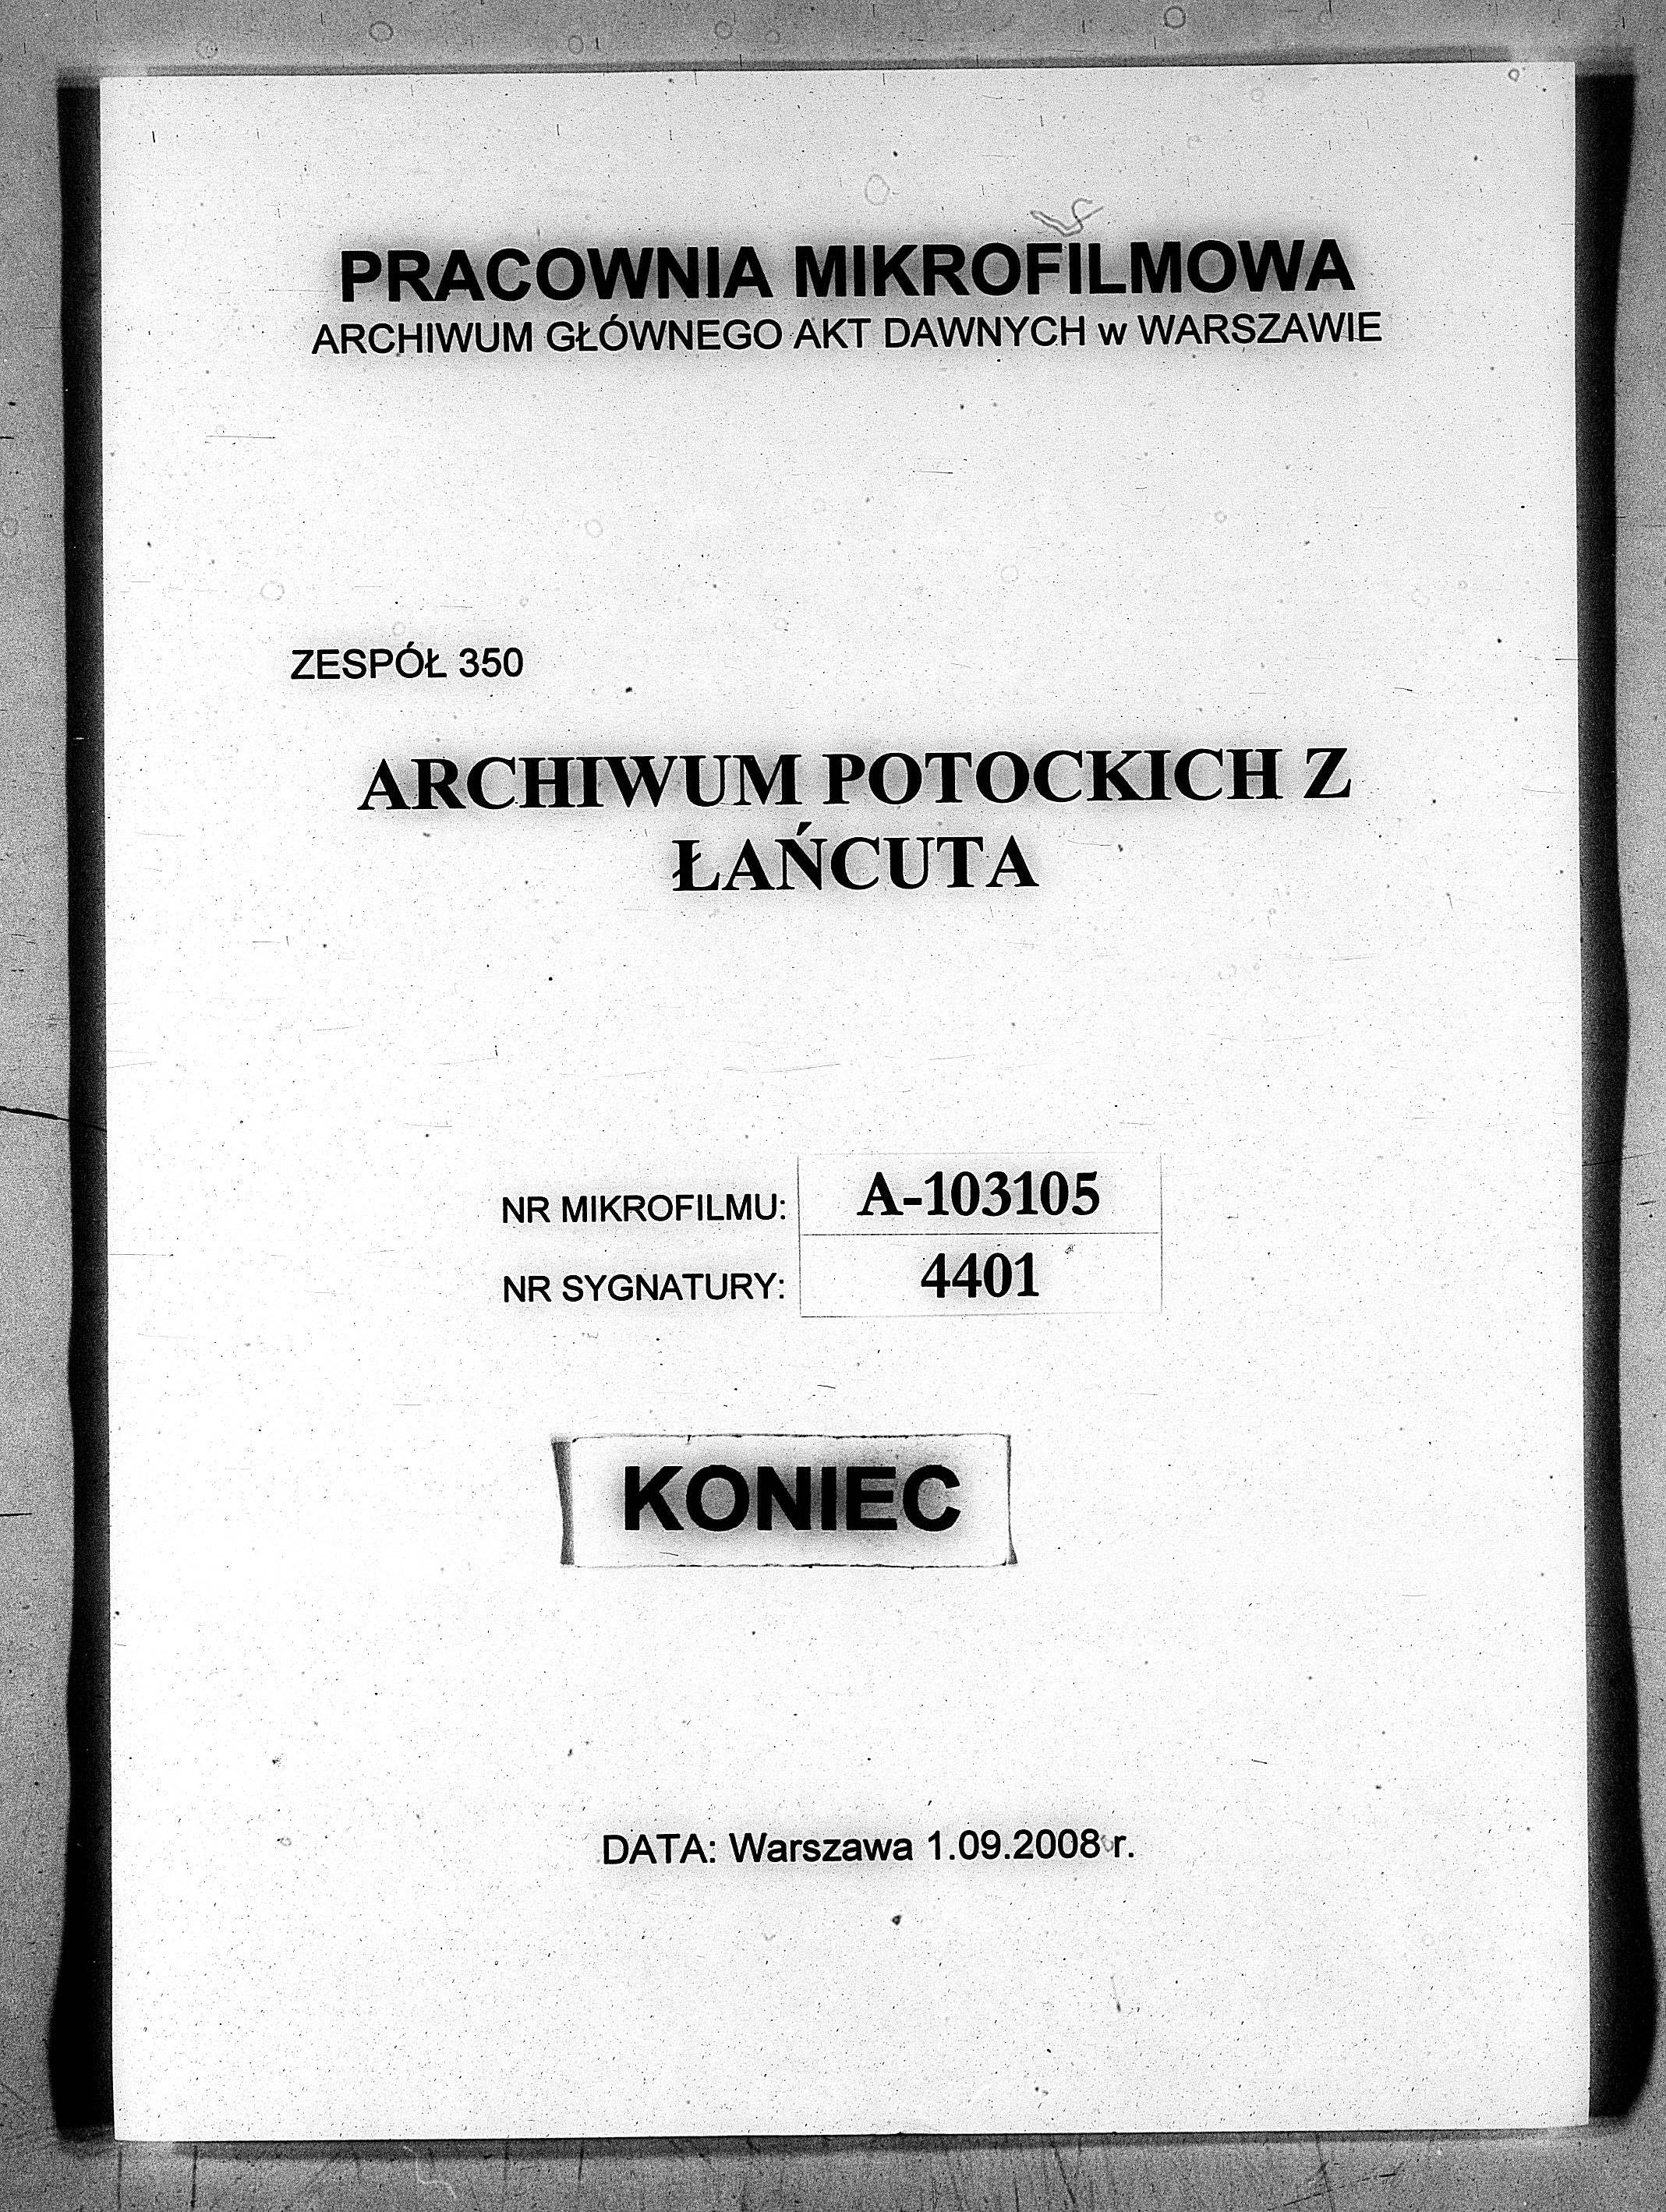 PRACOWNIA MIKROFILMOWA
ARCHIWUM GŁÓWNEGO AKT DAWNYCH w WARSZAWIE
ZESPÓŁ 350
ARCHIWUM POTOCKICH Z
ŁAŃCUTA
NR MIKROFILMU: A-103105
NR SYGNATURY: 4401
KONIEC
DATA: Warszawa 1.09.2008 r.